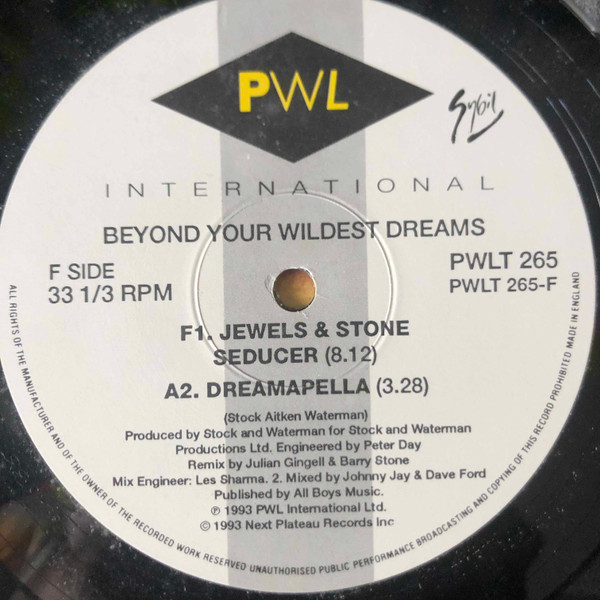 PWL
Sybil
INTERNATIONAL
BEYOND YOUR WILDEST DREAMS
F SIDE
33 1/3 RPM
PWLT 265
PWLT 265-F
F1. JEWELS & STONE
SEDUCER (8.12)
A2. DREAMAPELLA (3.28)
(Stock Aitken Waterman)
Produced by Stock and Waterman for Stock and Waterman
Productions Ltd. Engineered by Peter Day
Remix by Julian Gingell & Barry Stone
Mix Engineer: Les Sharma. 2. Mixed by Johnny Jay & Dave Ford
Published by All Boys Music.
℗ 1993 PWL International Ltd.
© 1993 Next Plateau Records Inc
ALL RIGHTS OF THE MANUFACTURER AND OF THE OWNER OF THE RECORDED WORK RESERVED UNAUTHORISED PUBLIC PERFORMANCE BROADCASTING AND COPYING OF THIS RECORD PROHIBITED MADE IN ENGLAND